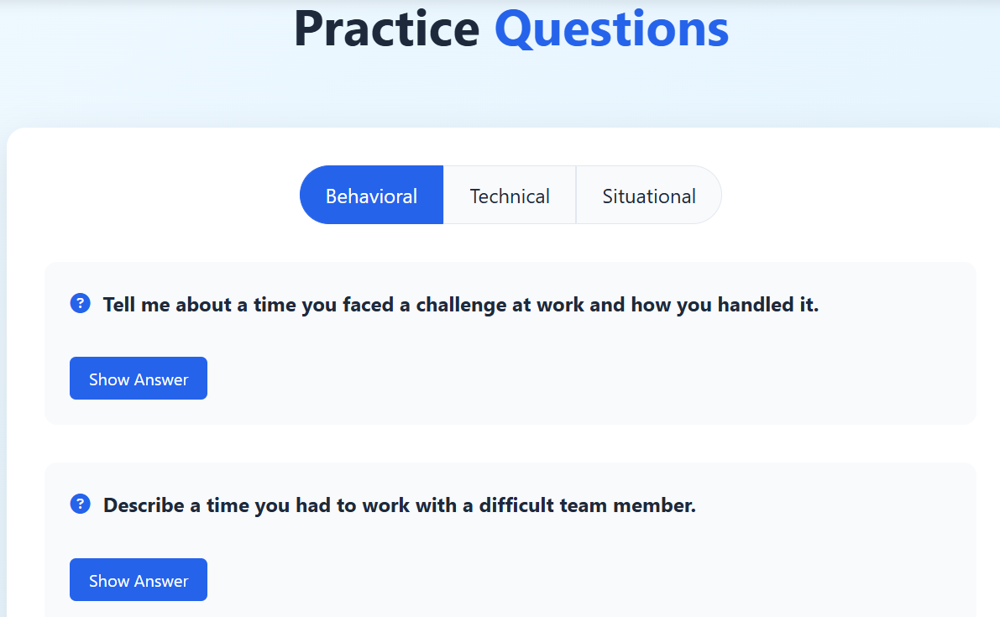 Practice Questions
Behavioral
Technical
Situational
? Tell me about a time you faced a challenge at work and how you handled it.
Show Answer
? Describe a time you had to work with a difficult team member.
Show Answer